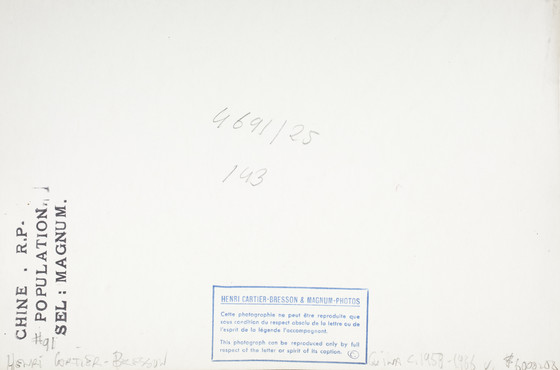 4691/25
143
CHINE . R.P.
POPULATION.
SEL : MAGNUM.
#91
HENRI CARTIER-BRESSON & MAGNUM-PHOTOS
Cette photographie ne peut être reproduite que
sous condition du respect absolu de la lettre ou de
l'esprit de la légende l'accompagnant.
This photograph can be reproduced only by full
respect of the letter or spirit of its caption.
©
HENRI CARTIER-BRESSON
CHINA C.1958-1966